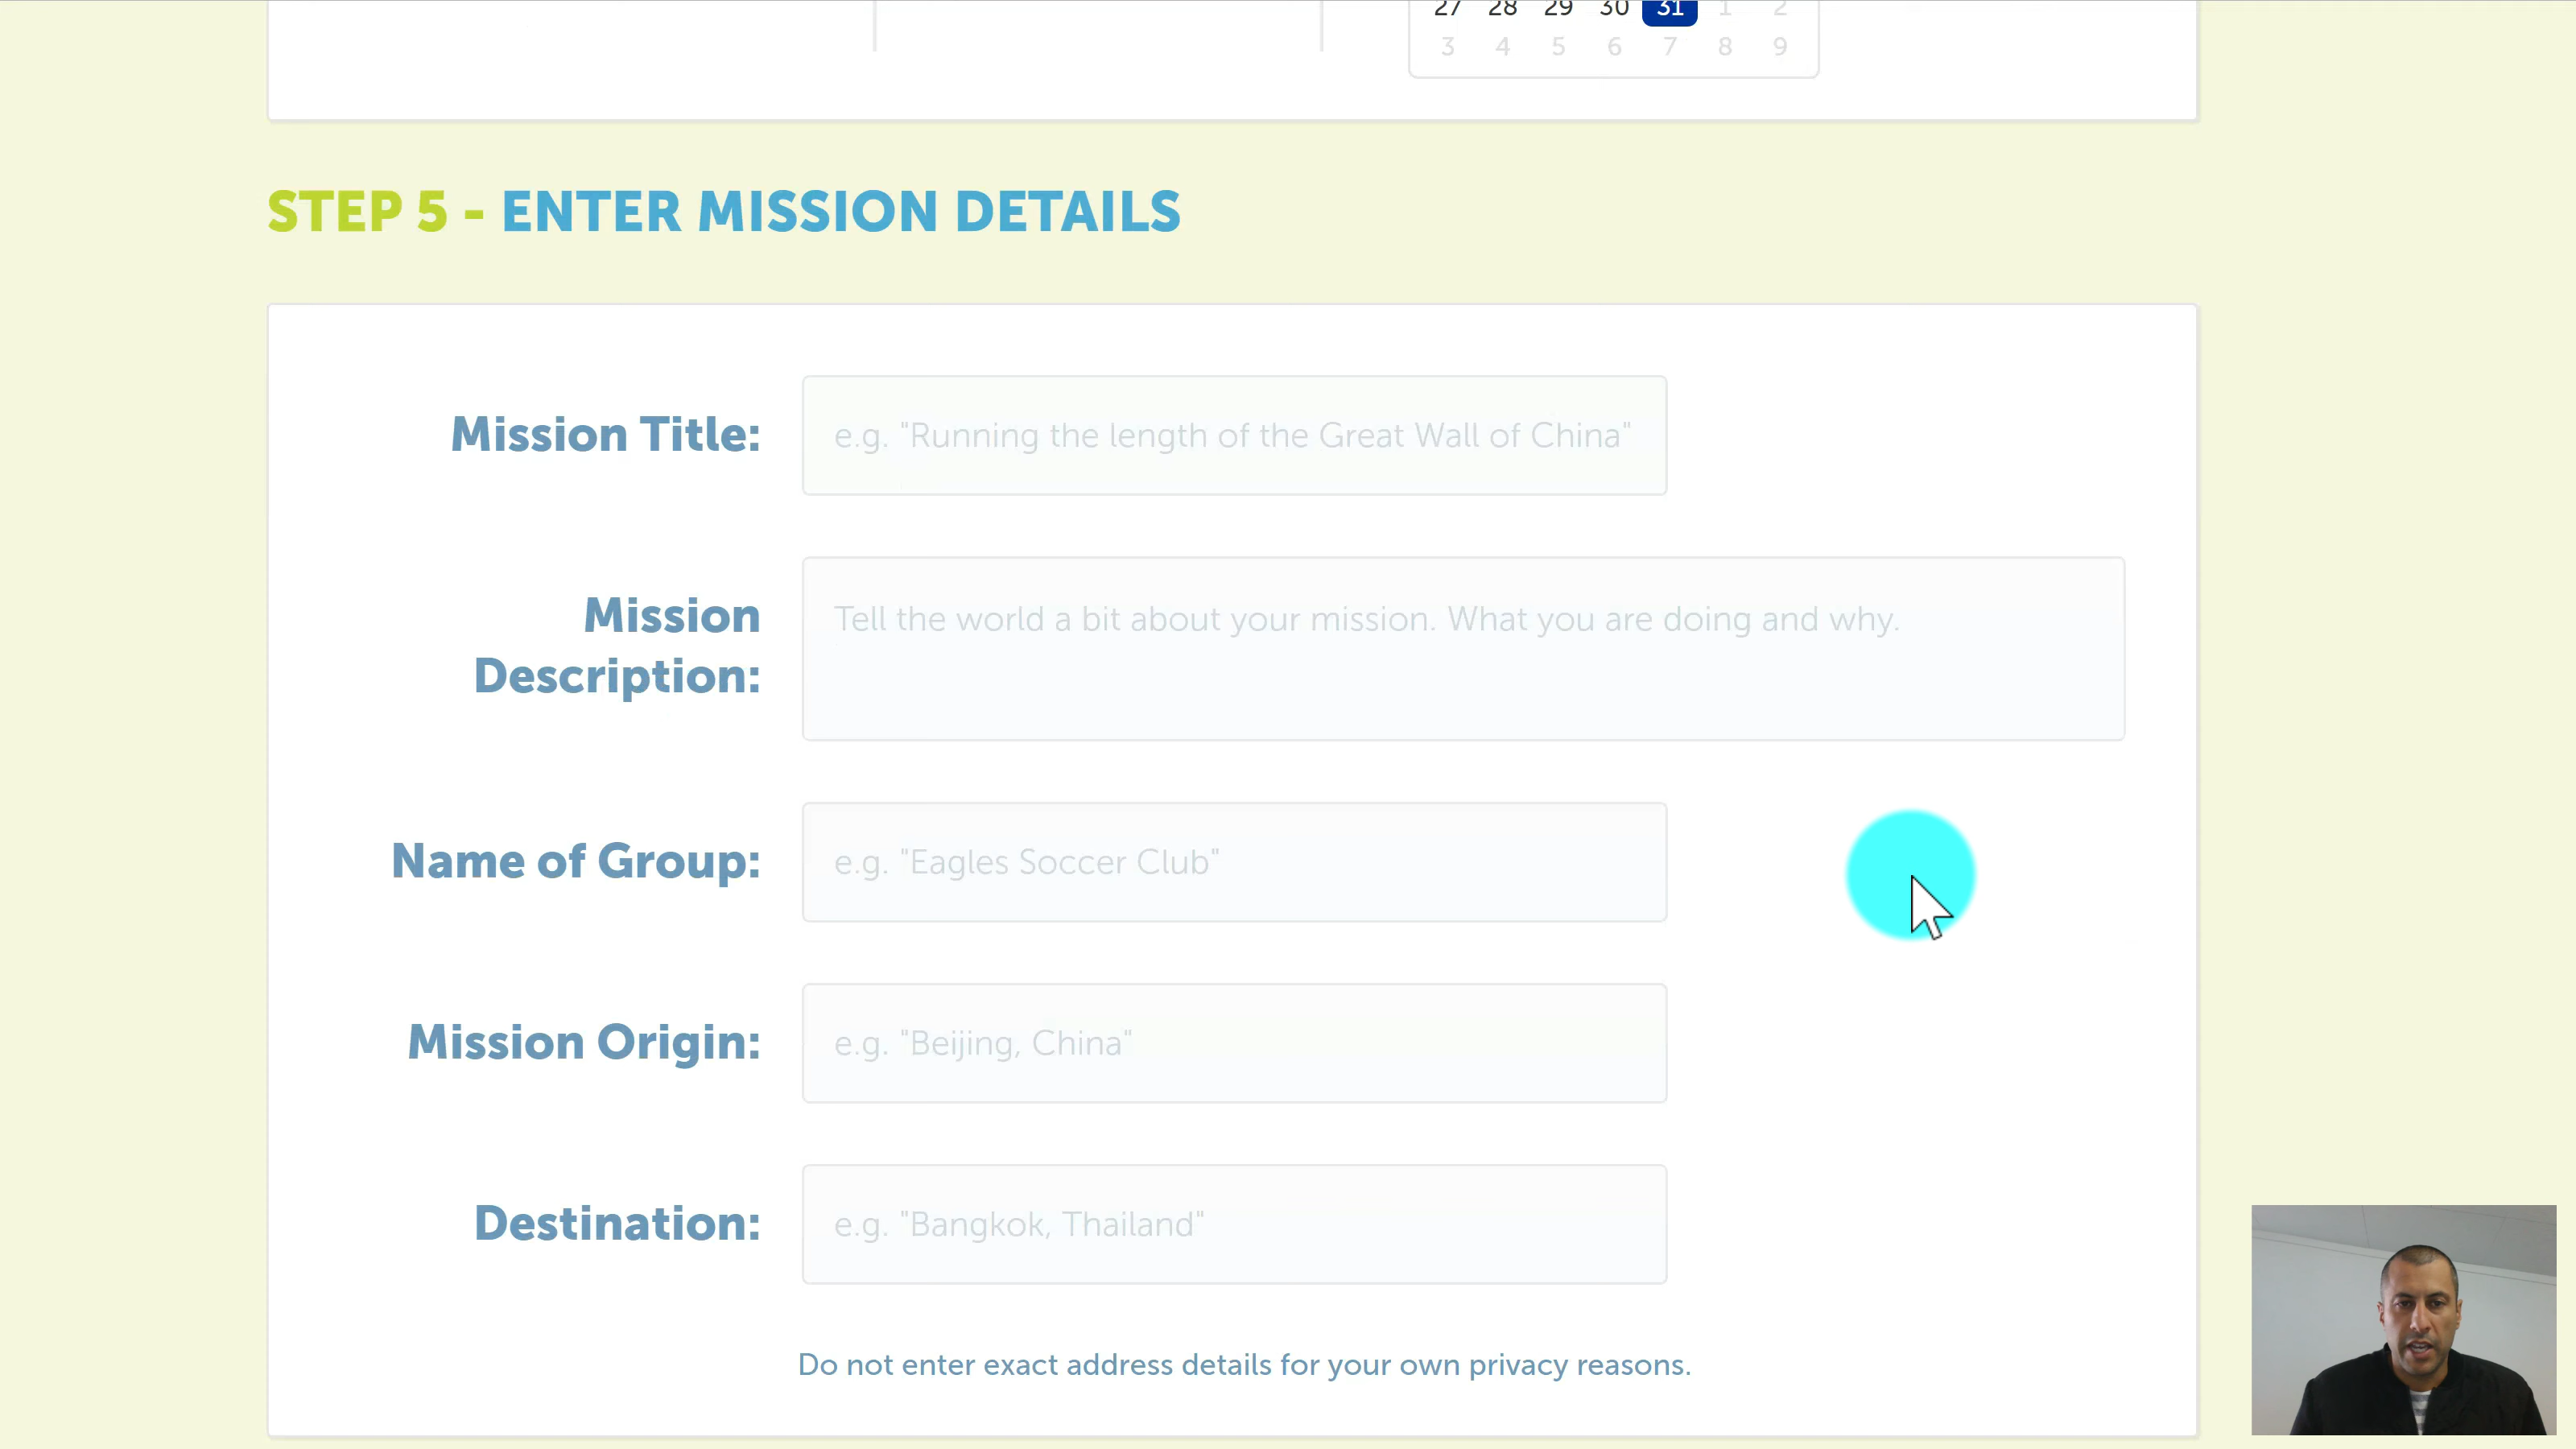 27 28 29 30 31 1 2
3 4 5 6 7 8 9
STEP 5 - ENTER MISSION DETAILS
Mission Title:
e.g. "Running the length of the Great Wall of China"
Mission
Description:
Tell the world a bit about your mission. What you are doing and why.
Name of Group:
e.g. "Eagles Soccer Club"
Mission Origin:
e.g. "Beijing, China"
Destination:
e.g. "Bangkok, Thailand"
Do not enter exact address details for your own privacy reasons.